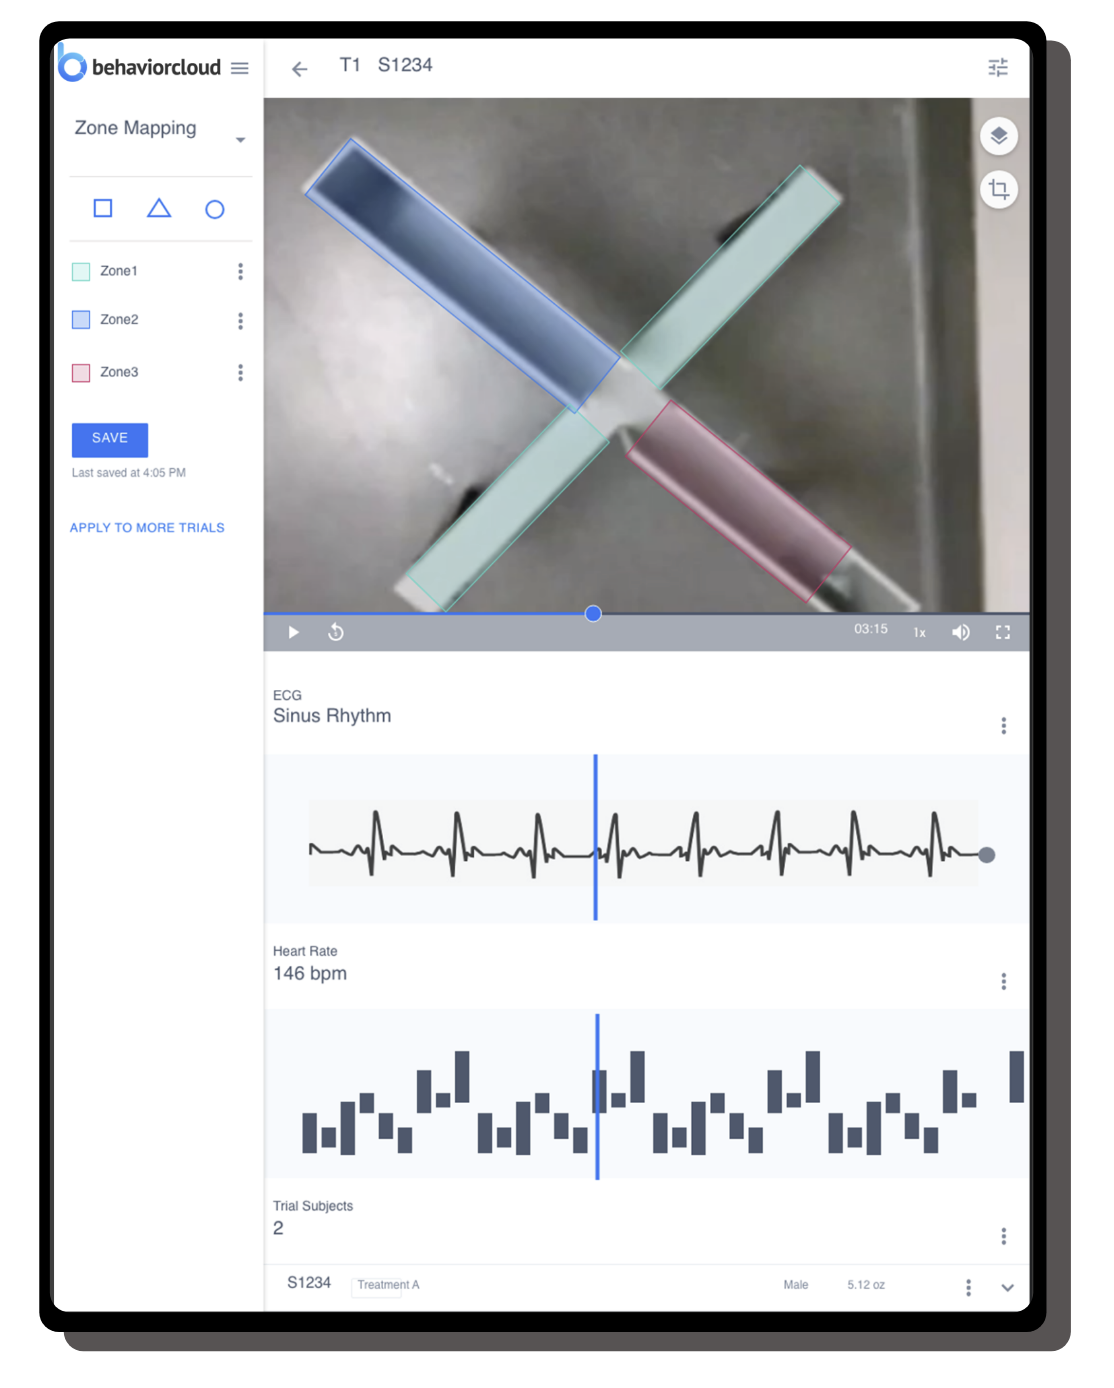 behaviorcloud
T1 S1234
Zone Mapping
Zone1
Zone2
Zone3
SAVE
Last saved at 4:05 PM
APPLY TO MORE TRIALS
5
03:15 1x
ECG
Sinus Rhythm
Heart Rate
146 bpm
Trial Subjects
2
S1234 Treatment A Male 5.12 oz